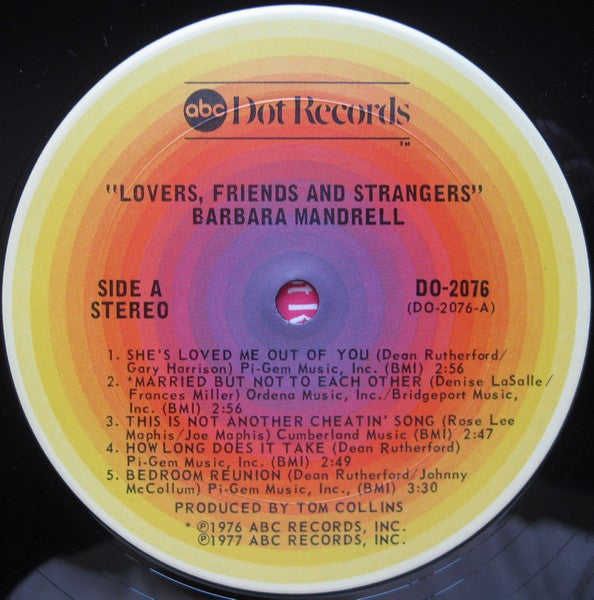 abc Dot Records
TM
"LOVERS, FRIENDS AND STRANGERS"
BARBARA MANDRELL
SIDE A
STEREO
DO-2076
(DO-2076-A)
1. SHE'S LOVED ME OUT OF YOU (Dean Rutherford/
Gary Harrison) Pi-Gem Music, Inc. (BMI) 2:56
2. *MARRIED BUT NOT TO EACH OTHER (Denise LaSalle/
Frances Miller) Ordena Music, Inc./Bridgeport Music,
Inc. (BMI) 2:56
3. THIS IS NOT ANOTHER CHEATIN' SONG (Rose Lee
Maphis/Joe Maphis) Cumberland Music (BMI) 2:47
4. HOW LONG DOES IT TAKE (Dean Rutherford)
Pi-Gem Music, Inc. (BMI) 2:49
5. BEDROOM REUNION (Dean Rutherford/Johnny
McCollum) Pi-Gem Music, Inc., (BMI) 3:30
PRODUCED BY TOM COLLINS
* ℗1976 ABC RECORDS, INC.
℗1977 ABC RECORDS, INC.